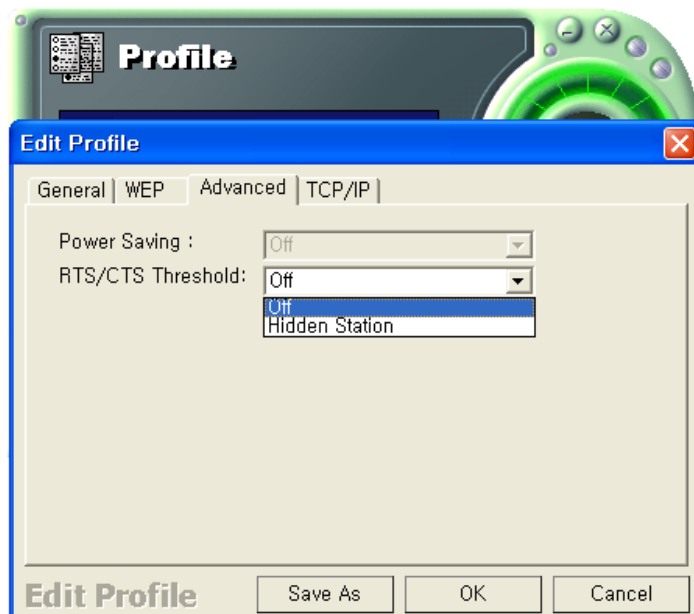 Profile
Edit Profile
General WEP Advanced TCP/IP
Power Saving : Off
RTS/CTS Threshold: Off
Off
Hidden Station
Edit Profile Save As OK Cancel